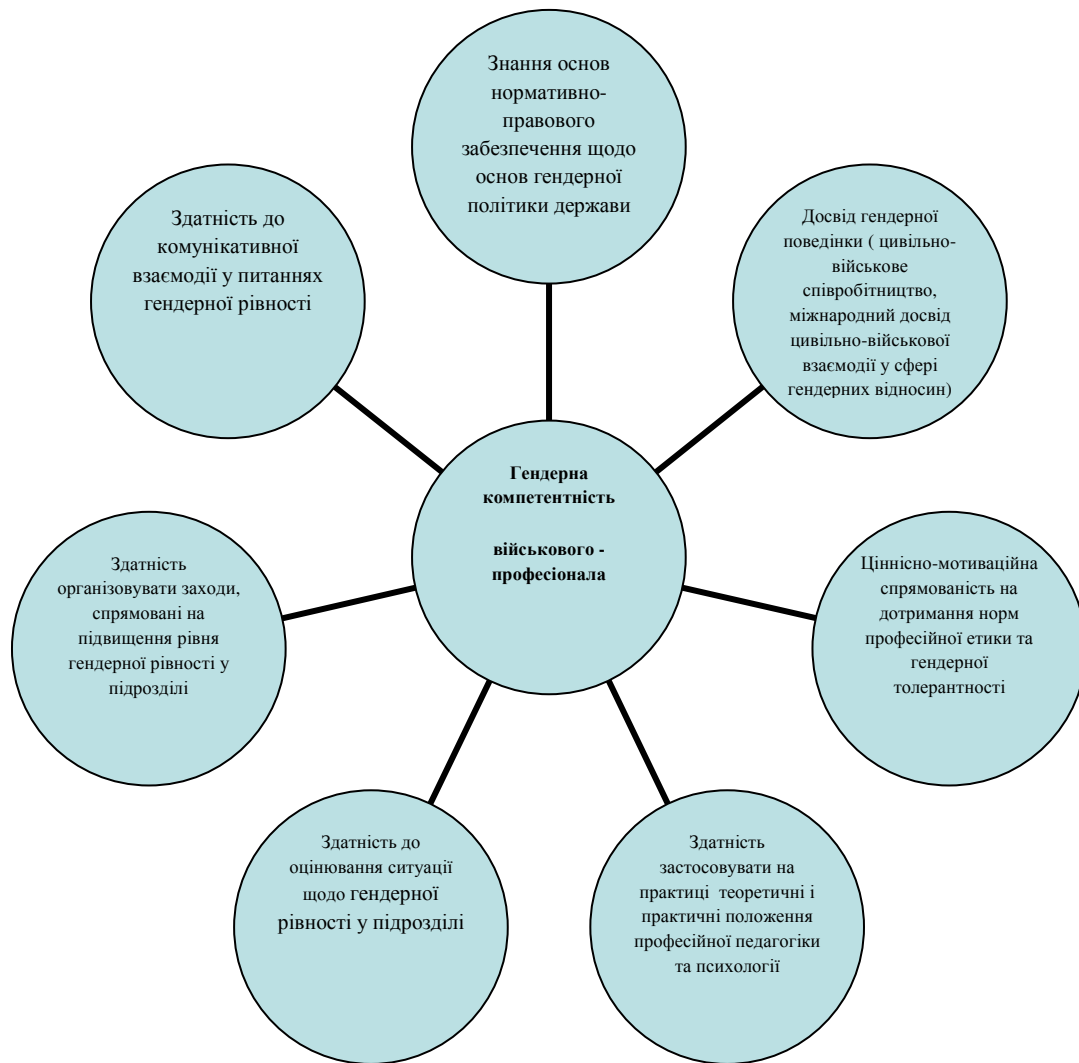 Знання основ
нормативно-
правового
забезпечення щодо
основ гендерної
політики держави
Здатність до
комунікативної
взаємодії у питаннях
гендерної рівності
Досвід гендерної
поведінки ( цивільно-
військове
співробітництво,
міжнародний досвід
цивільно-військової
взаємодії у сфері
гендерних відносин)
Гендерна
компетентність
військового -
професіонала
Здатність
організовувати заходи,
спрямовані на
підвищення рівня
гендерної рівності у
підрозділі
Ціннісно-мотиваційна
спрямованість на
дотримання норм
професійної етики та
гендерної
толерантності
Здатність до
оцінювання ситуації
щодо гендерної
рівності у підрозділі
Здатність
застосовувати на
практиці  теоретичні і
практичні положення
професійної педагогіки
та психології